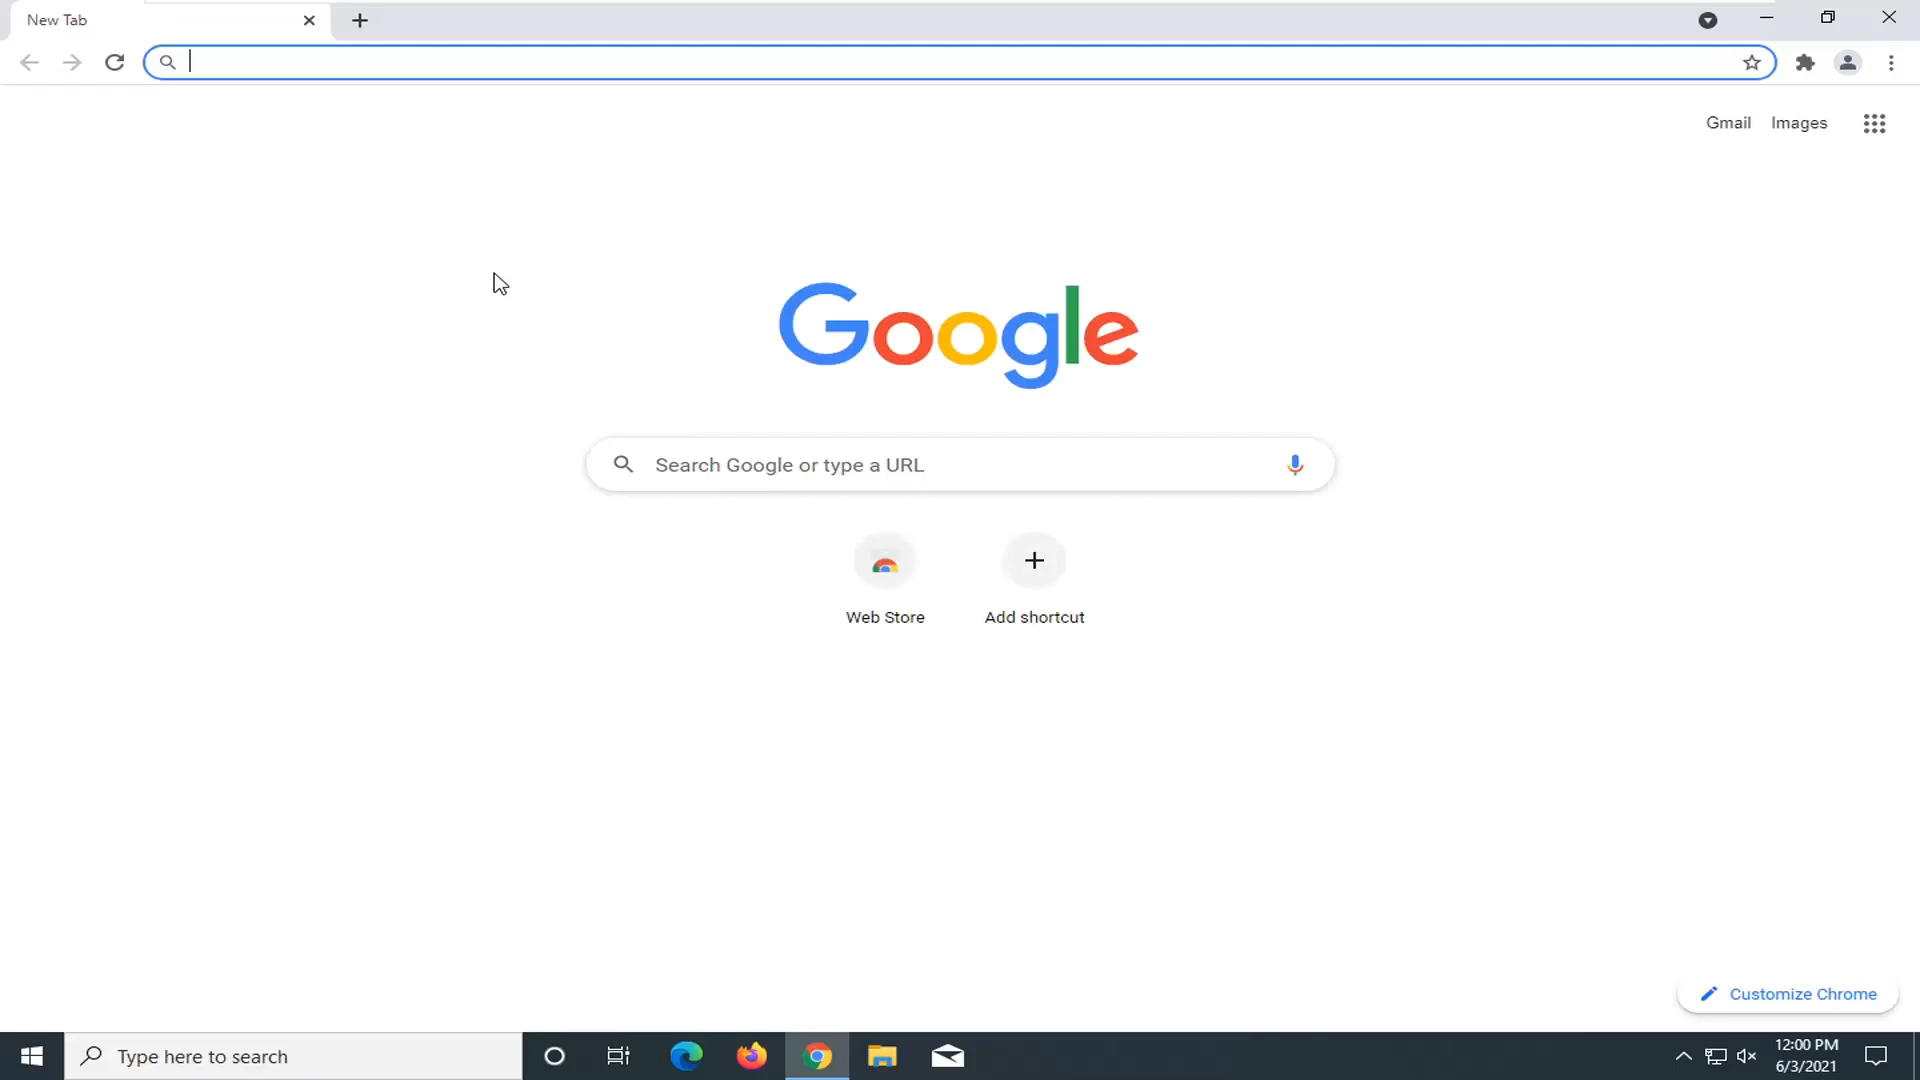 New Tab
Gmail Images
Google
Search Google or type a URL
Web Store Add shortcut
Customize Chrome
Type here to search
12:00 PM
6/3/2021